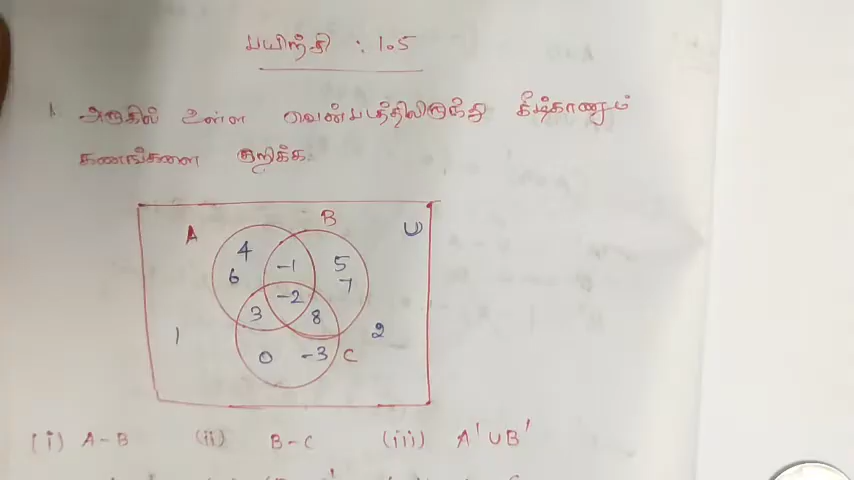 பயிற்சி : 1.5
1. அருகில் உள்ள வென்படத்திலிருந்து கீழ்காணும்
கணங்களை குறிக்க.
B
A U
4 -1 5
6 7
-2
3 8
1 2
0 -3 C
(i) A-B (ii) B-C (iii) A'∪B'